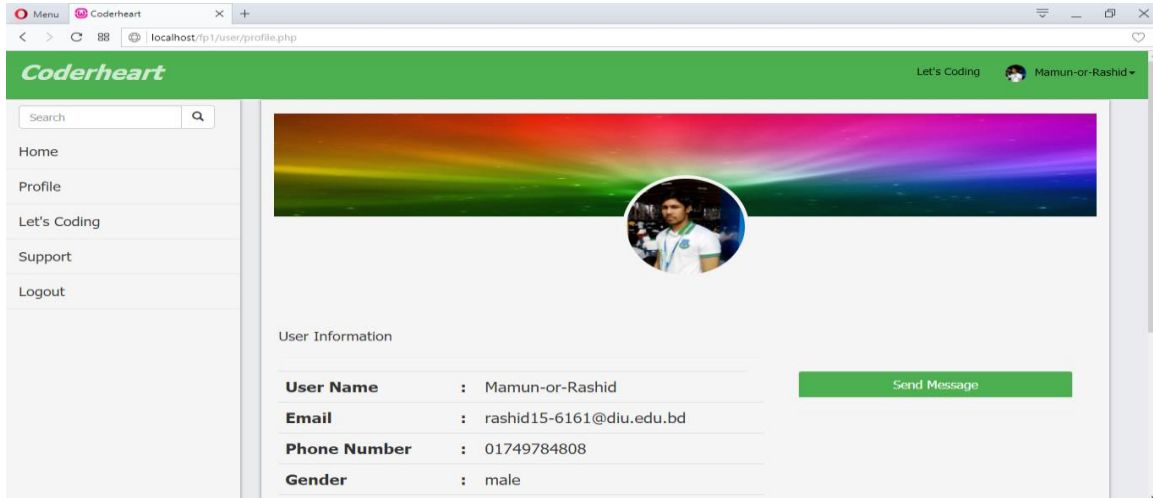 Menu Coderheart
localhost/fp1/user/profile.php
Coderheart Let's Coding Mamun-or-Rashid
Search
Home
Profile
Let's Coding
Support
Logout
User Information
User Name : Mamun-or-Rashid
Send Message
Email : rashid15-6161@diu.edu.bd
Phone Number : 01749784808
Gender : male